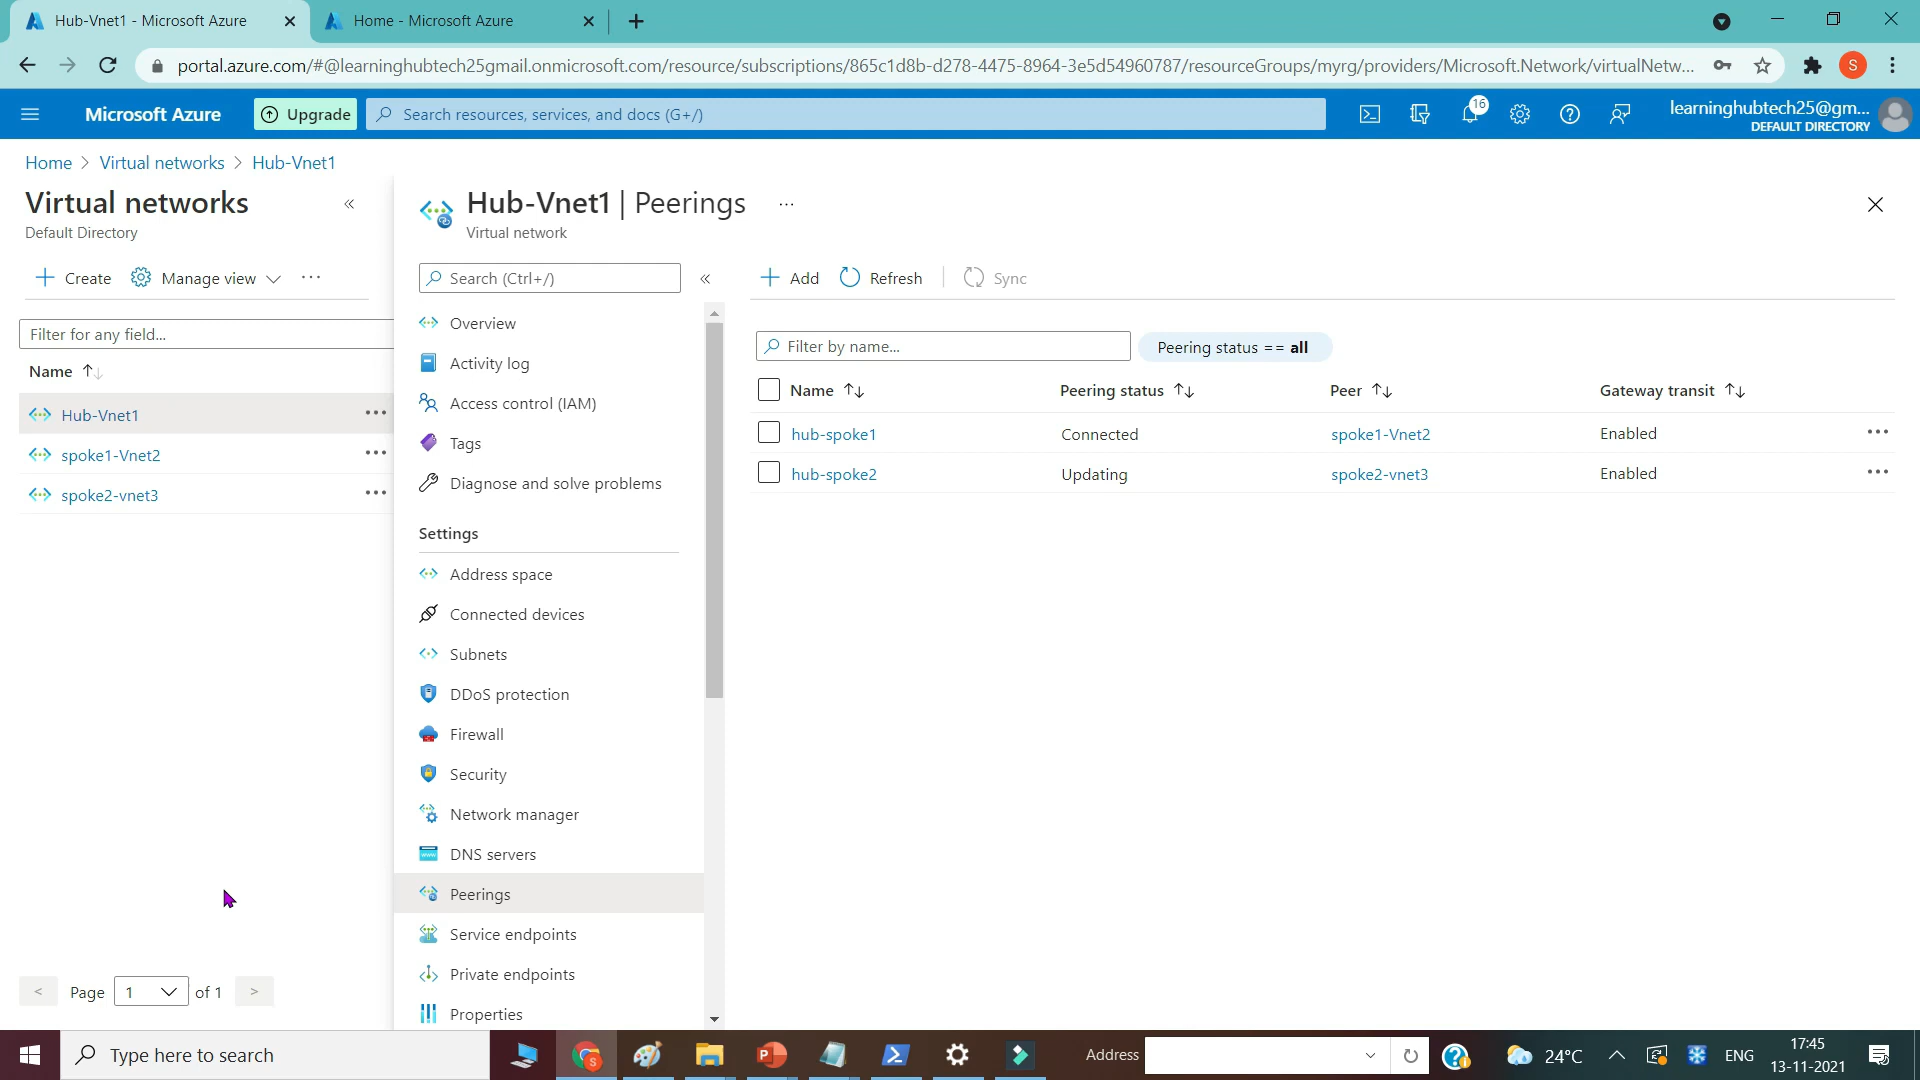 Hub-Vnet1 - Microsoft Azure
Home - Microsoft Azure
portal.azure.com/#@learninghubtech25gmail.onmicrosoft.com/resource/subscriptions/865c1d8b-d278-4475-8964-3e5d54960787/resourceGroups/myrg/providers/Microsoft.Network/virtualNetw...
S
Microsoft Azure
Upgrade
Search resources, services, and docs (G+/)
16
learninghubtech25@gm...
DEFAULT DIRECTORY
Home > Virtual networks > Hub-Vnet1
Virtual networks
Default Directory
Create
Manage view
Filter for any field...
Name
Hub-Vnet1
spoke1-Vnet2
spoke2-vnet3
< Page 1 of 1 >
Hub-Vnet1 | Peerings
Virtual network
Search (Ctrl+/)
Overview
Activity log
Access control (IAM)
Tags
Diagnose and solve problems
Settings
Address space
Connected devices
Subnets
DDoS protection
Firewall
Security
Network manager
DNS servers
Peerings
Service endpoints
Private endpoints
Properties
Add Refresh Sync
Filter by name...
Peering status == all
Name Peering status Peer Gateway transit
hub-spoke1 Connected spoke1-Vnet2 Enabled
hub-spoke2 Updating spoke2-vnet3 Enabled
Type here to search
Address
24°C
ENG
17:45
13-11-2021